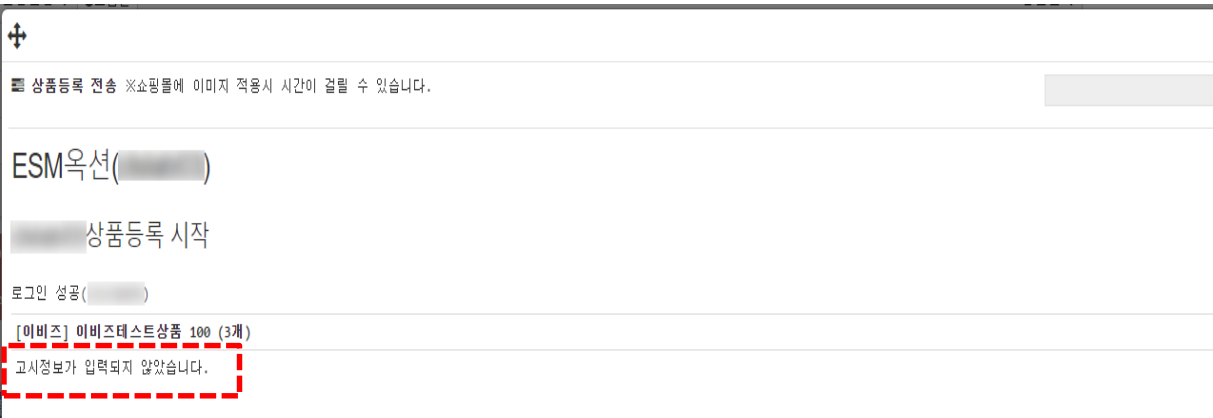 상품등록 전송 ※쇼핑몰에 이미지 적용시 시간이 걸릴 수 있습니다.
ESM옥션( )
상품등록 시작
로그인 성공( )
[이비즈] 이비즈테스트상품 100 (3개)
고시정보가 입력되지 않았습니다.